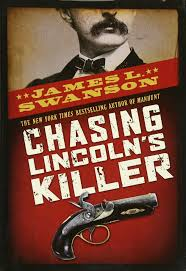 JAMES L.
SWANSON
THE NEW YORK TIMES BESTSELLING AUTHOR OF MANHUNT
CHASING
LINCOLN'S
KILLER